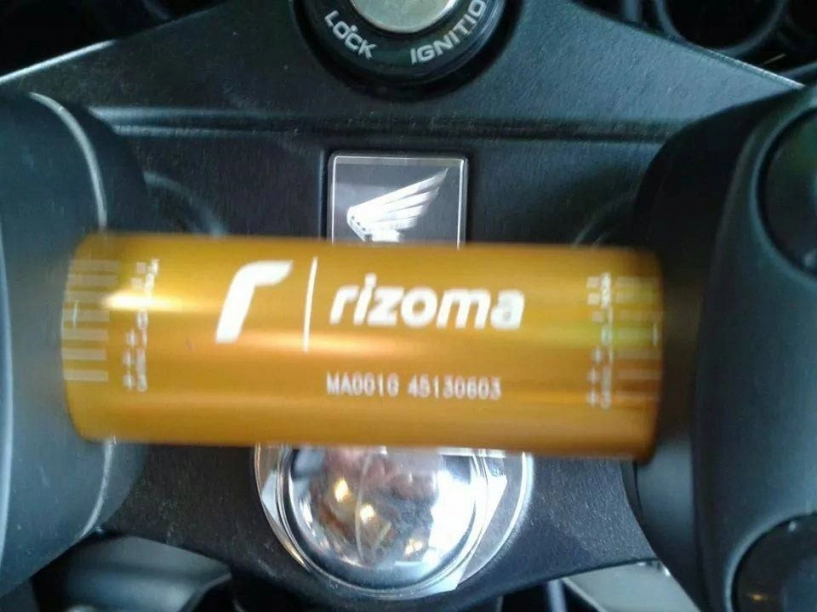 LOCK IGNITIO
rizoma
MA001G 45130603